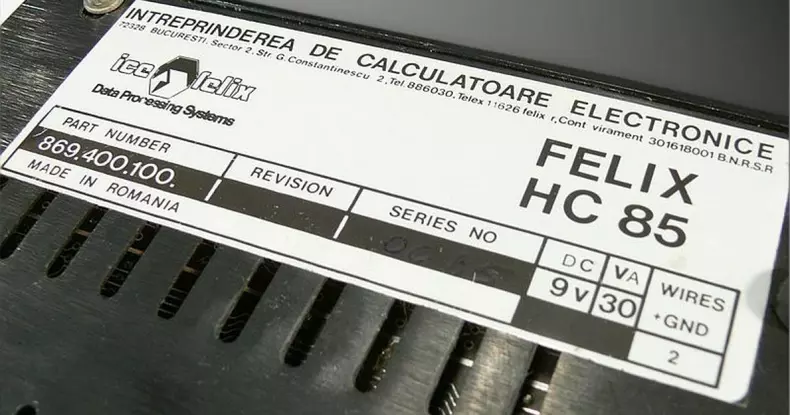 INTREPRINDEREA DE CALCULATOARE ELECTRONICE
72328 BUCURESTI. Sector 2. Str G. Constantinescu 2, Tel. 886030. Telex 11626 felix r, Cont virament 301618001 B.N.R.S.R
ice felix
Data Processing Systems
FELIX
HC 85
PART NUMBER
869.400.100.
REVISION
SERIES NO
DC
9v
VA
30
WIRES
+GND
2
MADE IN ROMANIA